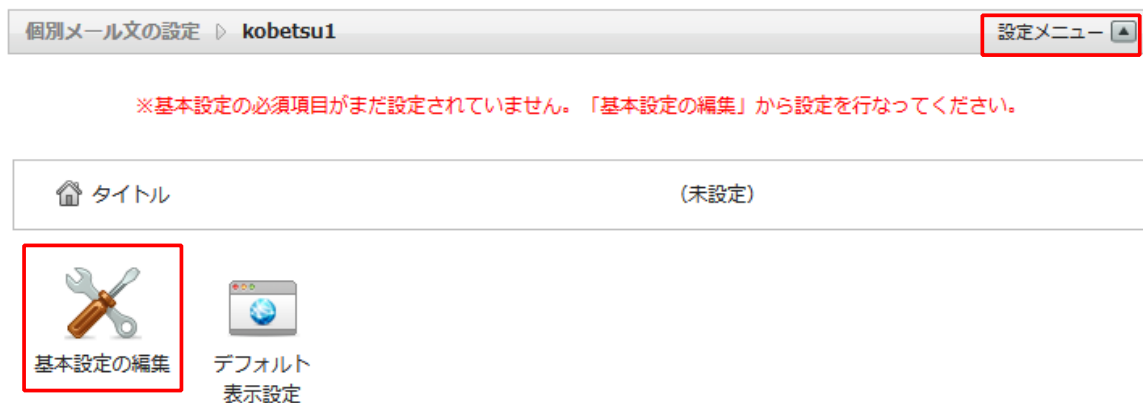 個別メール文の設定 ▷ kobetsu1 設定メニュー ▲
※基本設定の必須項目がまだ設定されていません。「基本設定の編集」から設定を行なってください。
タイトル (未設定)
基本設定の編集 デフォルト
表示設定